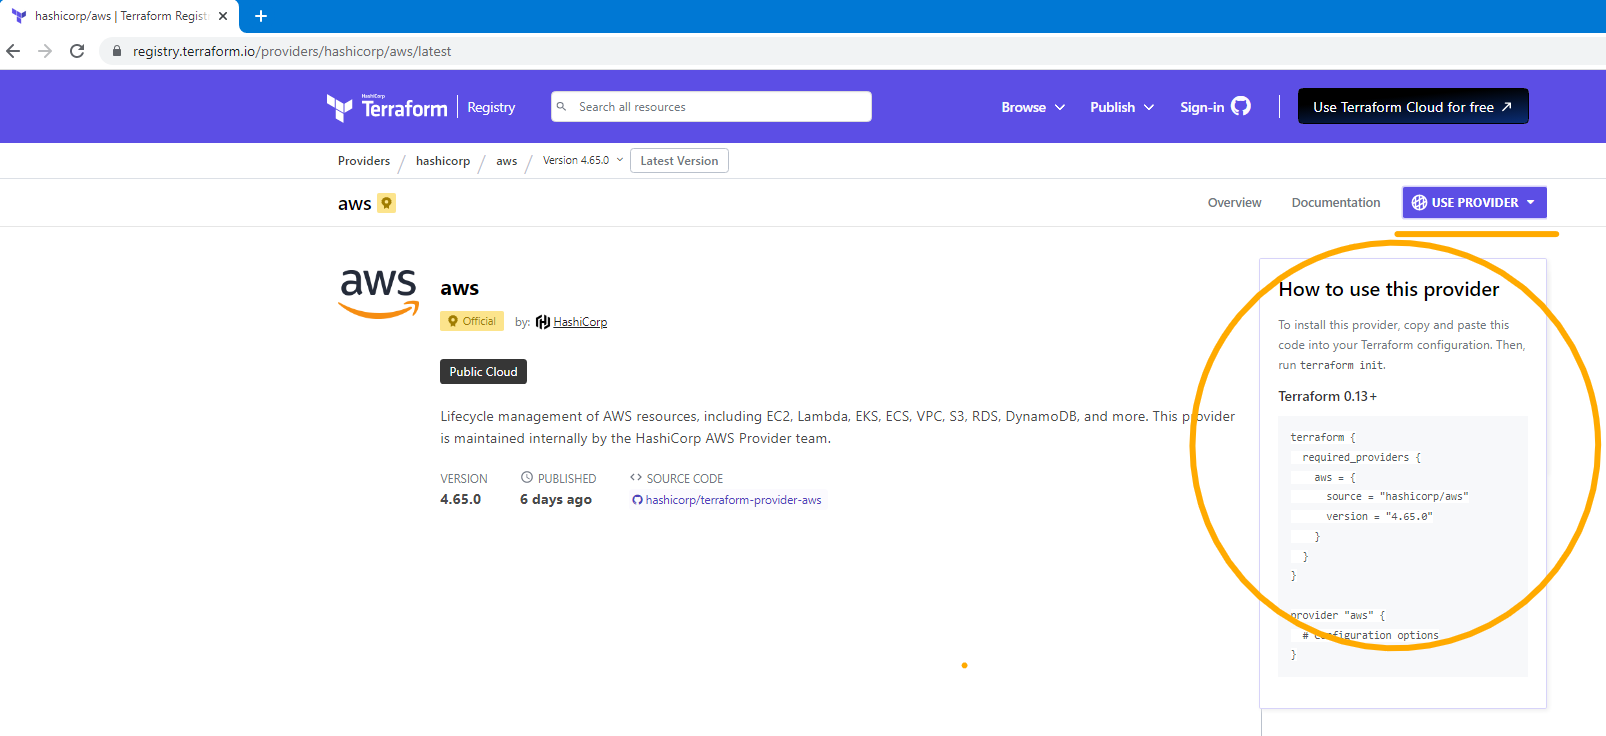 hashicorp/aws | Terraform Regist
registry.terraform.io/providers/hashicorp/aws/latest
HashiCorp
Terraform
Registry
Search all resources
Browse
Publish
Sign-in
Use Terraform Cloud for free
Providers / hashicorp / aws / Version 4.65.0
Latest Version
aws
Overview
Documentation
USE PROVIDER
aws
aws
Official
by: HashiCorp
Public Cloud
Lifecycle management of AWS resources, including EC2, Lambda, EKS, ECS, VPC, S3, RDS, DynamoDB, and more. This provider
is maintained internally by the HashiCorp AWS Provider team.
VERSION
4.65.0
PUBLISHED
6 days ago
<> SOURCE CODE
hashicorp/terraform-provider-aws
How to use this provider
To install this provider, copy and paste this
code into your Terraform configuration. Then,
run terraform init.
Terraform 0.13+
terraform {
  required_providers {
    aws = {
      source = "hashicorp/aws"
      version = "4.65.0"
    }
  }
}
provider "aws" {
  # Configuration options
}